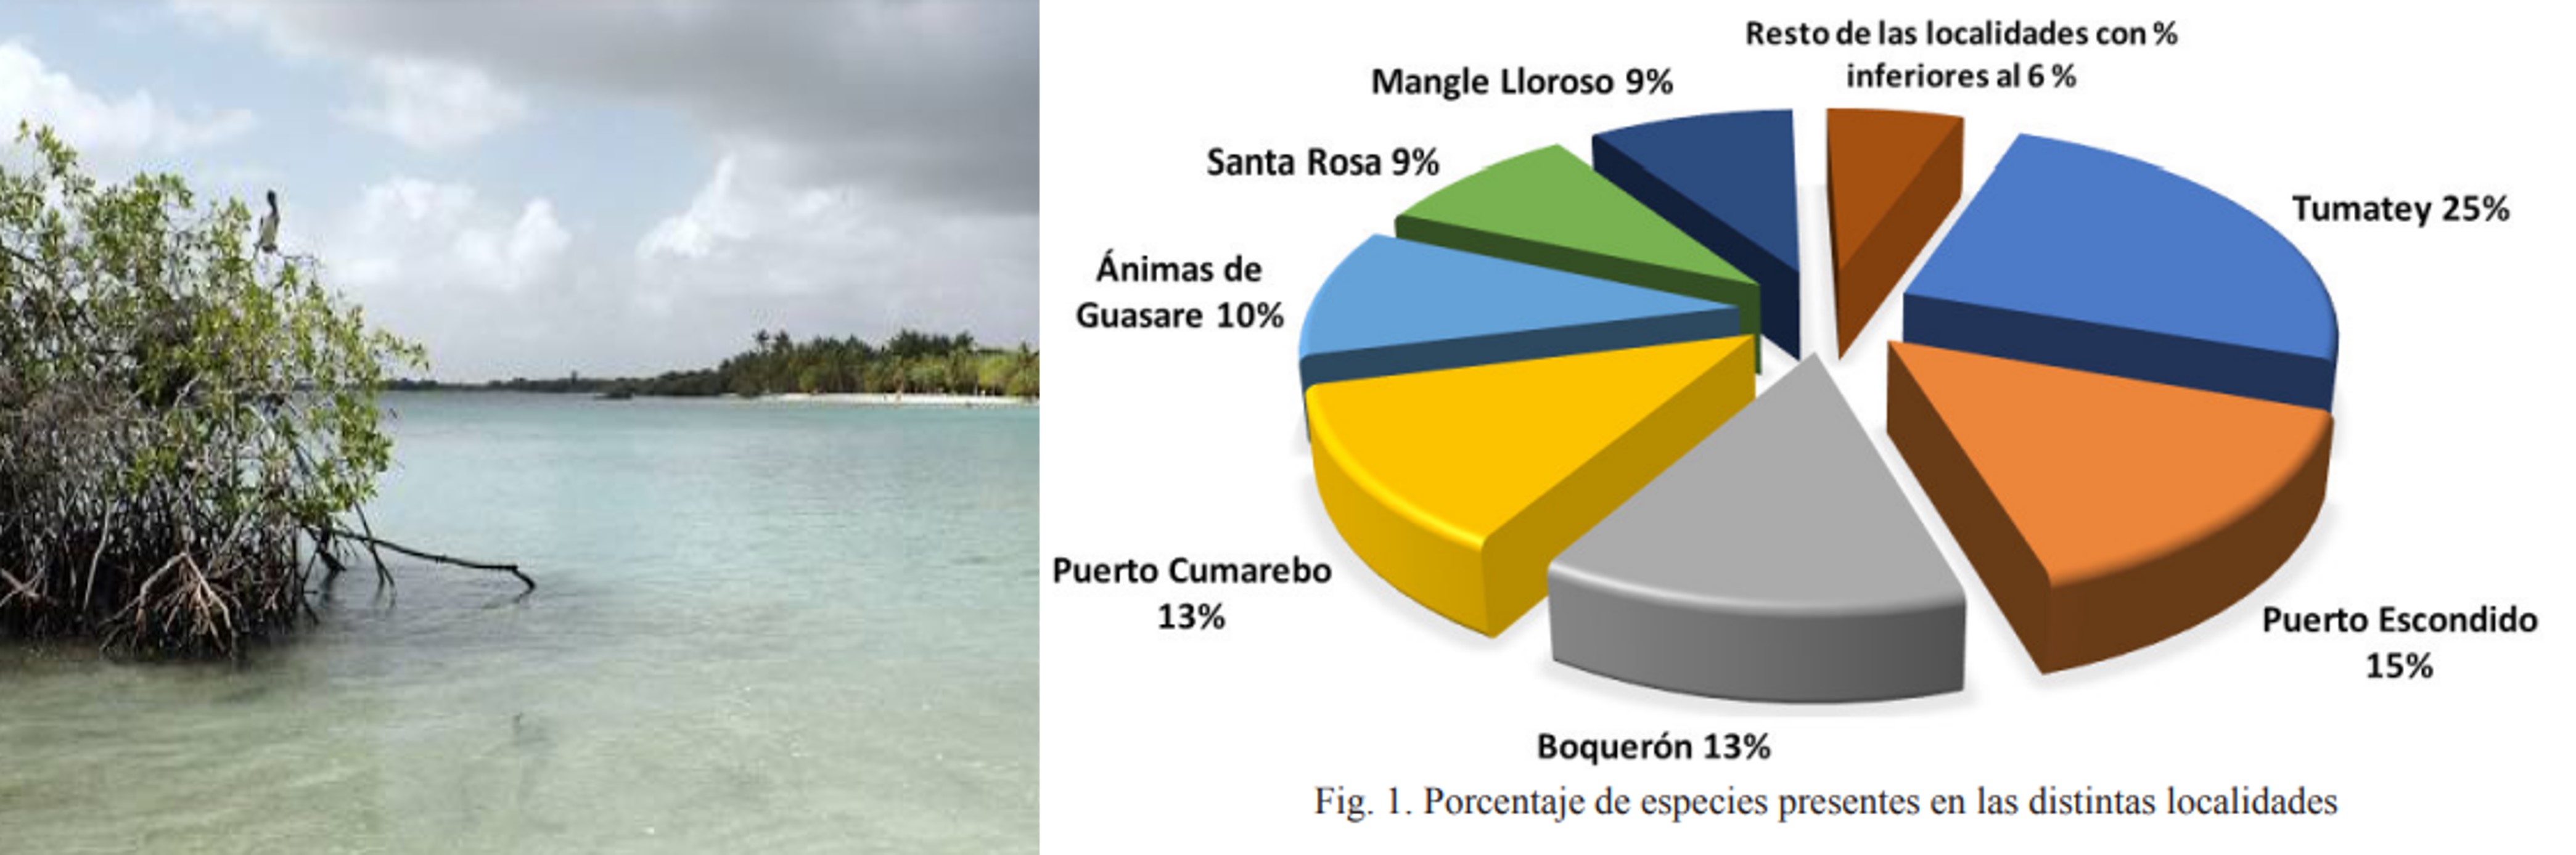 Resto de las localidades con %
inferiores al 6 %
Mangle Lloroso 9%
Santa Rosa 9%
Tumatey 25%
Ánimas de
Guasare 10%
Puerto Cumarebo
13%
Puerto Escondido
15%
Boquerón 13%
Fig. 1. Porcentaje de especies presentes en las distintas localidades